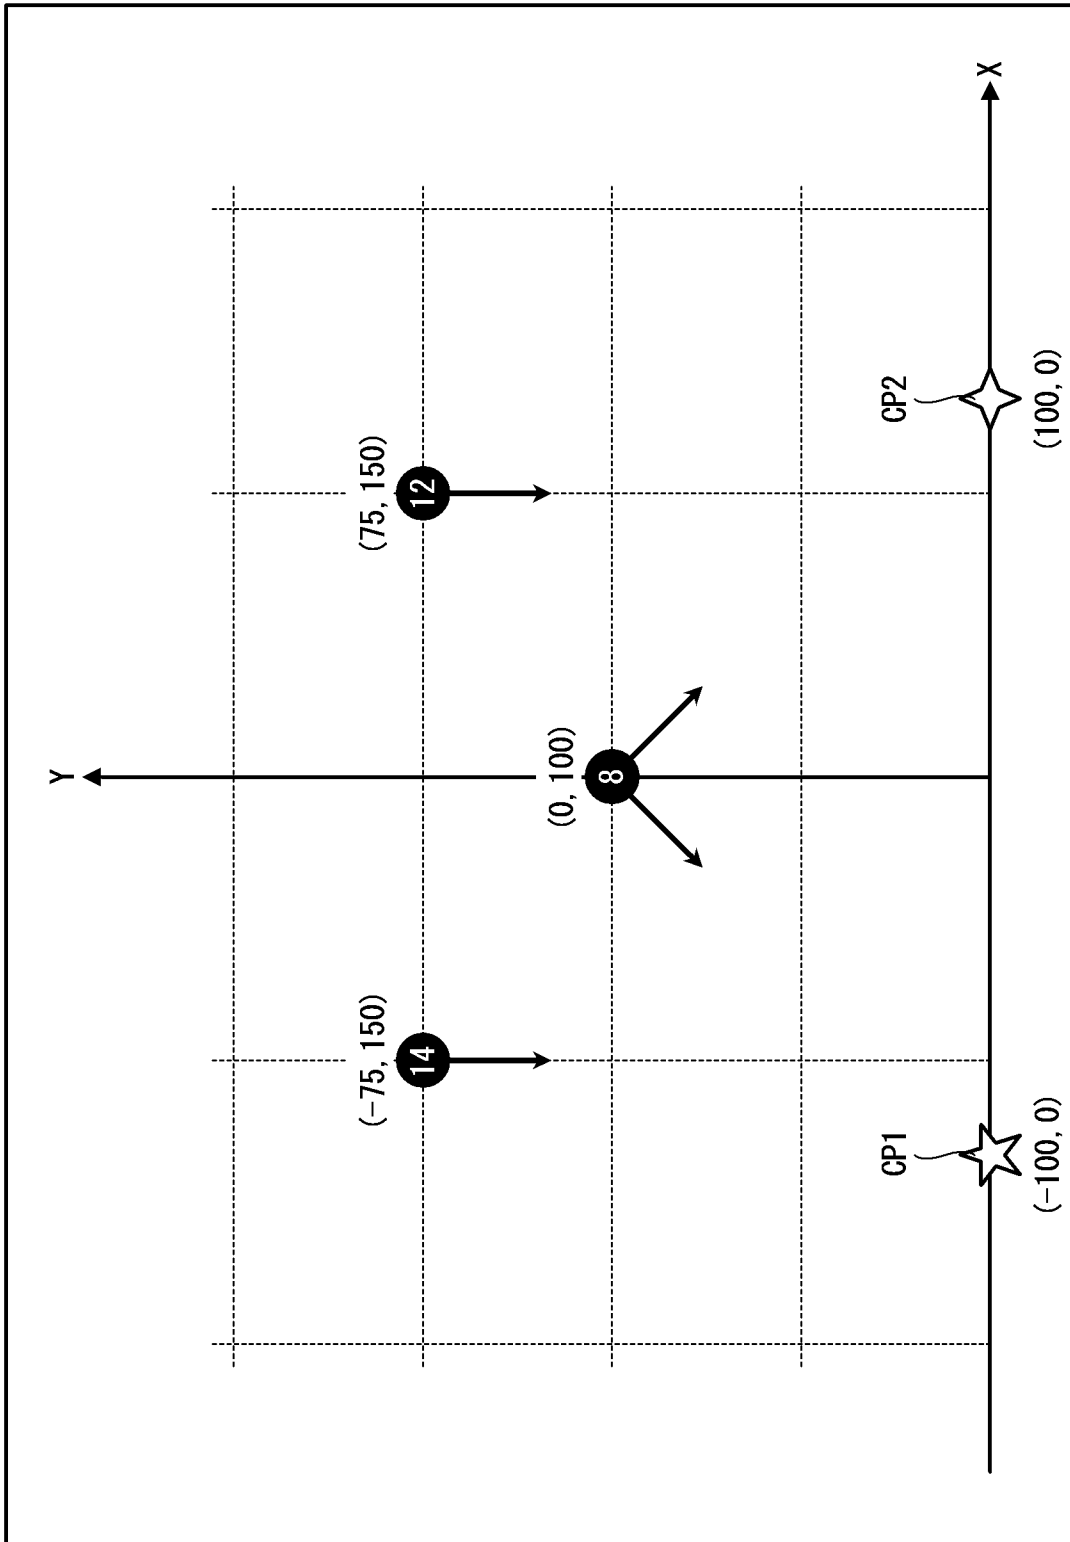 Y
(-75, 150)
(75, 150)
14
12
(0, 100)
8
CP1
CP2
X
(-100, 0)
(100, 0)